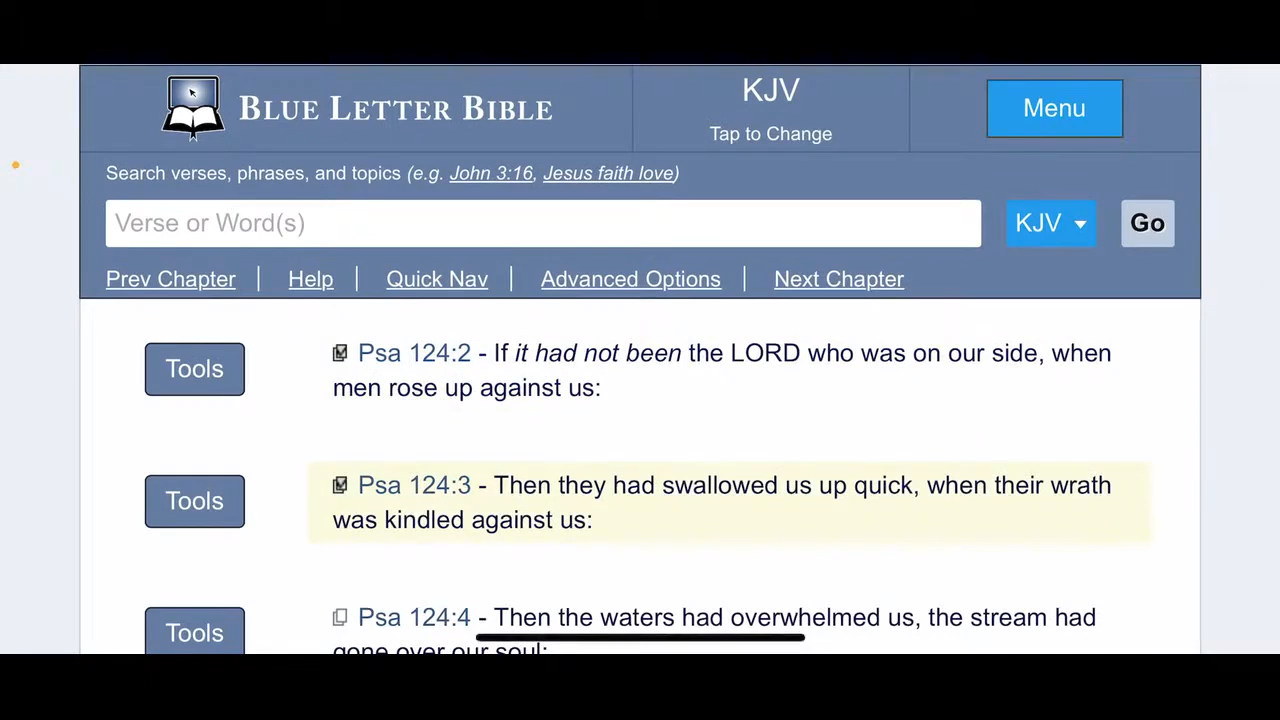 BLUE LETTER BIBLE
KJV
Tap to Change
Menu
Search verses, phrases, and topics (e.g. John 3:16, Jesus faith love)
Verse or Word(s)
KJV
Go
Prev Chapter
Help
Quick Nav
Advanced Options
Next Chapter
Tools
Psa 124:2 - If it had not been the LORD who was on our side, when
men rose up against us:
Tools
Psa 124:3 - Then they had swallowed us up quick, when their wrath
was kindled against us:
Tools
Psa 124:4 - Then the waters had overwhelmed us, the stream had
gone over our soul: